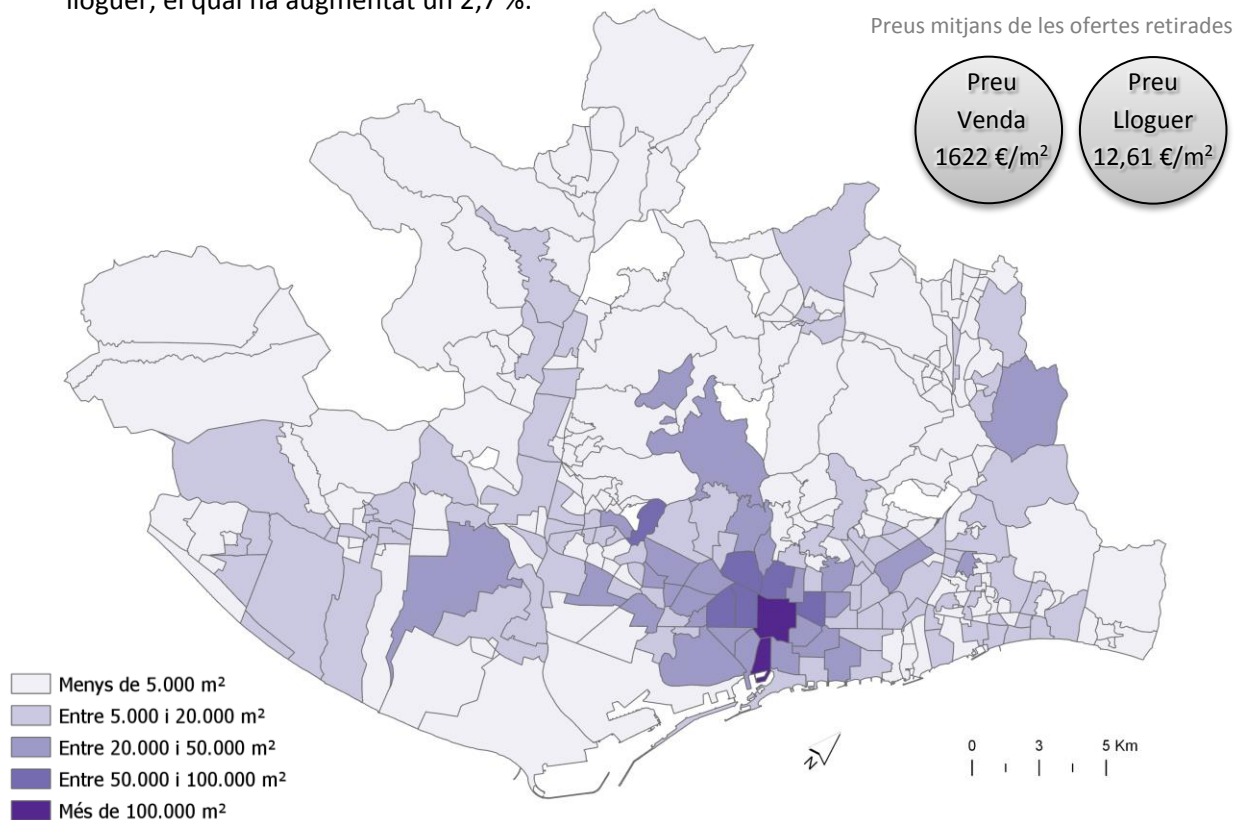 lloguer, el qual ha augmentat un 2,7 %.
Preus mitjans de les ofertes retirades
Preu
Venda
1622 €/m²
Preu
Lloguer
12,61 €/m²
Menys de 5.000 m²
Entre 5.000 i 20.000 m²
Entre 20.000 i 50.000 m²
Entre 50.000 i 100.000 m²
Més de 100.000 m²
N
0 3 5 Km